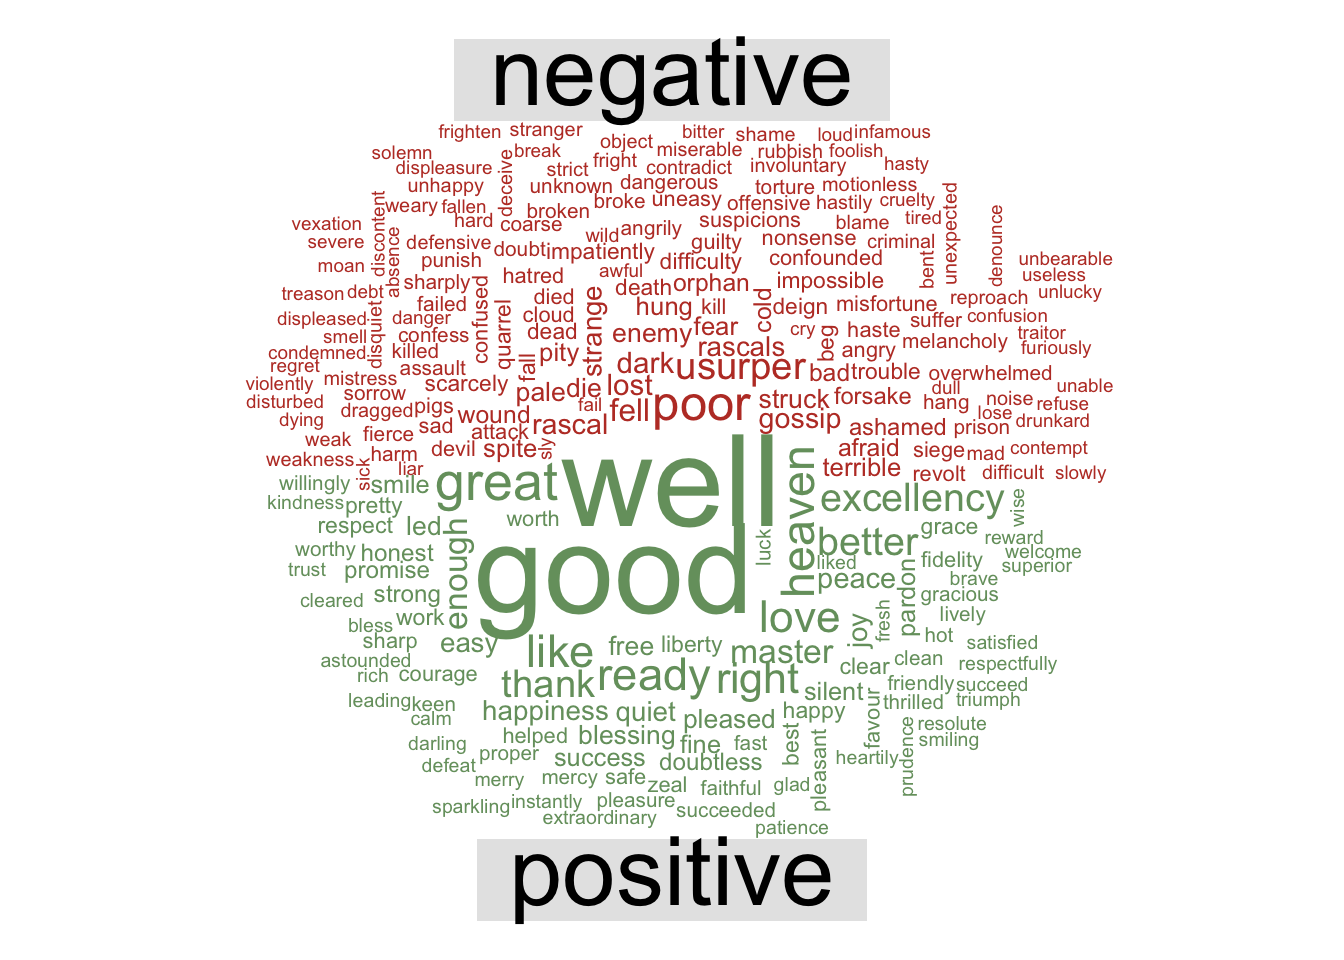 negative
frighten stranger bitter shame loud infamous
solemn break object miserable rubbish foolish
displeasure deceive strict fright contradict involuntary hasty
unhappy unknown dangerous torture motionless
weary fallen broke uneasy offensive hastily cruelty unexpected
vexation discontent hard coarse broken suspicions blame tired denounce
severe absence defensive doubt impatiently wild angrily guilty nonsense criminal bent
moan punish hatred awful difficulty confounded unbearable
treason debt sharply confused died death orphan impossible useless
displeased disquiet failed quarrel cloud strange hung kill cold deign misfortune reproach unlucky
smell danger confess dead enemy fear cry beg haste suffer confusion traitor
condemned killed fall pity rascals angry melancholy furiously
regret mistress assault scarcely dark usurper bad trouble overwhelmed
violently sorrow pale die lost struck forsake dull noise unable
disturbed dragged pigs wound fail fell poor gossip hang lose refuse
dying fierce sad attack rascal ashamed prison drunkard
weak harm devil spite sly afraid siege mad contempt
weakness sick liar terrible revolt difficult slowly
willingly smile great well heaven excellency wise
kindness pretty worth grace
respect led enough luck better reward
worthy honest good liked fidelity welcome
trust promise peace pardon brave superior
cleared strong gracious
bless work love joy fresh lively
sharp easy like free liberty master hot satisfied
astounded clear clean respectfully
rich courage thank ready right silent friendly succeed
leading keen favour thrilled triumph
calm happiness quiet pleased happy resolute
darling helped blessing fine fast best pleasant smiling
defeat proper success doubtless heartily prudence
merry mercy safe zeal faithful glad
sparkling instantly pleasure succeeded
extraordinary patience
positive